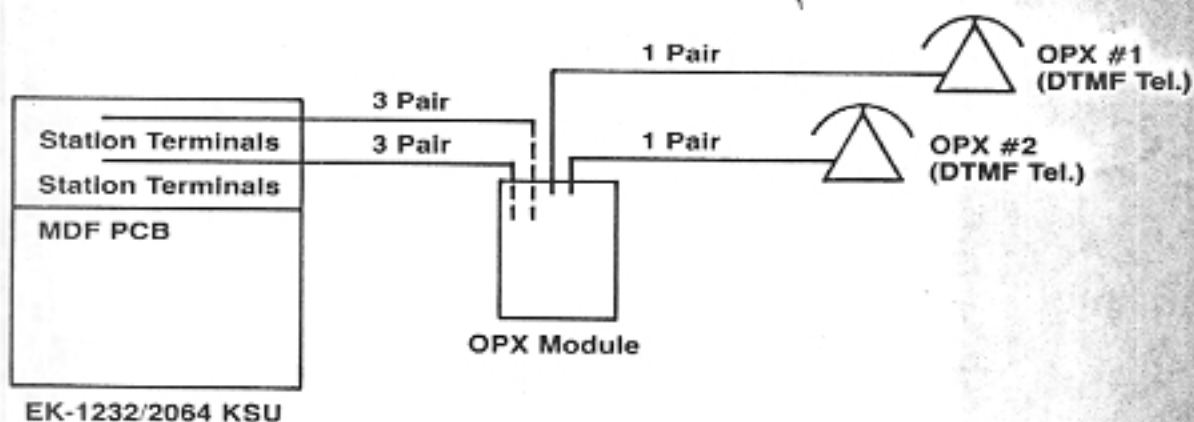 1 Pair
OPX #1
(DTMF Tel.)
3 Pair
Station Terminals
3 Pair
1 Pair
OPX #2
(DTMF Tel.)
Station Terminals
MDF PCB
OPX Module
EK-1232/2064 KSU